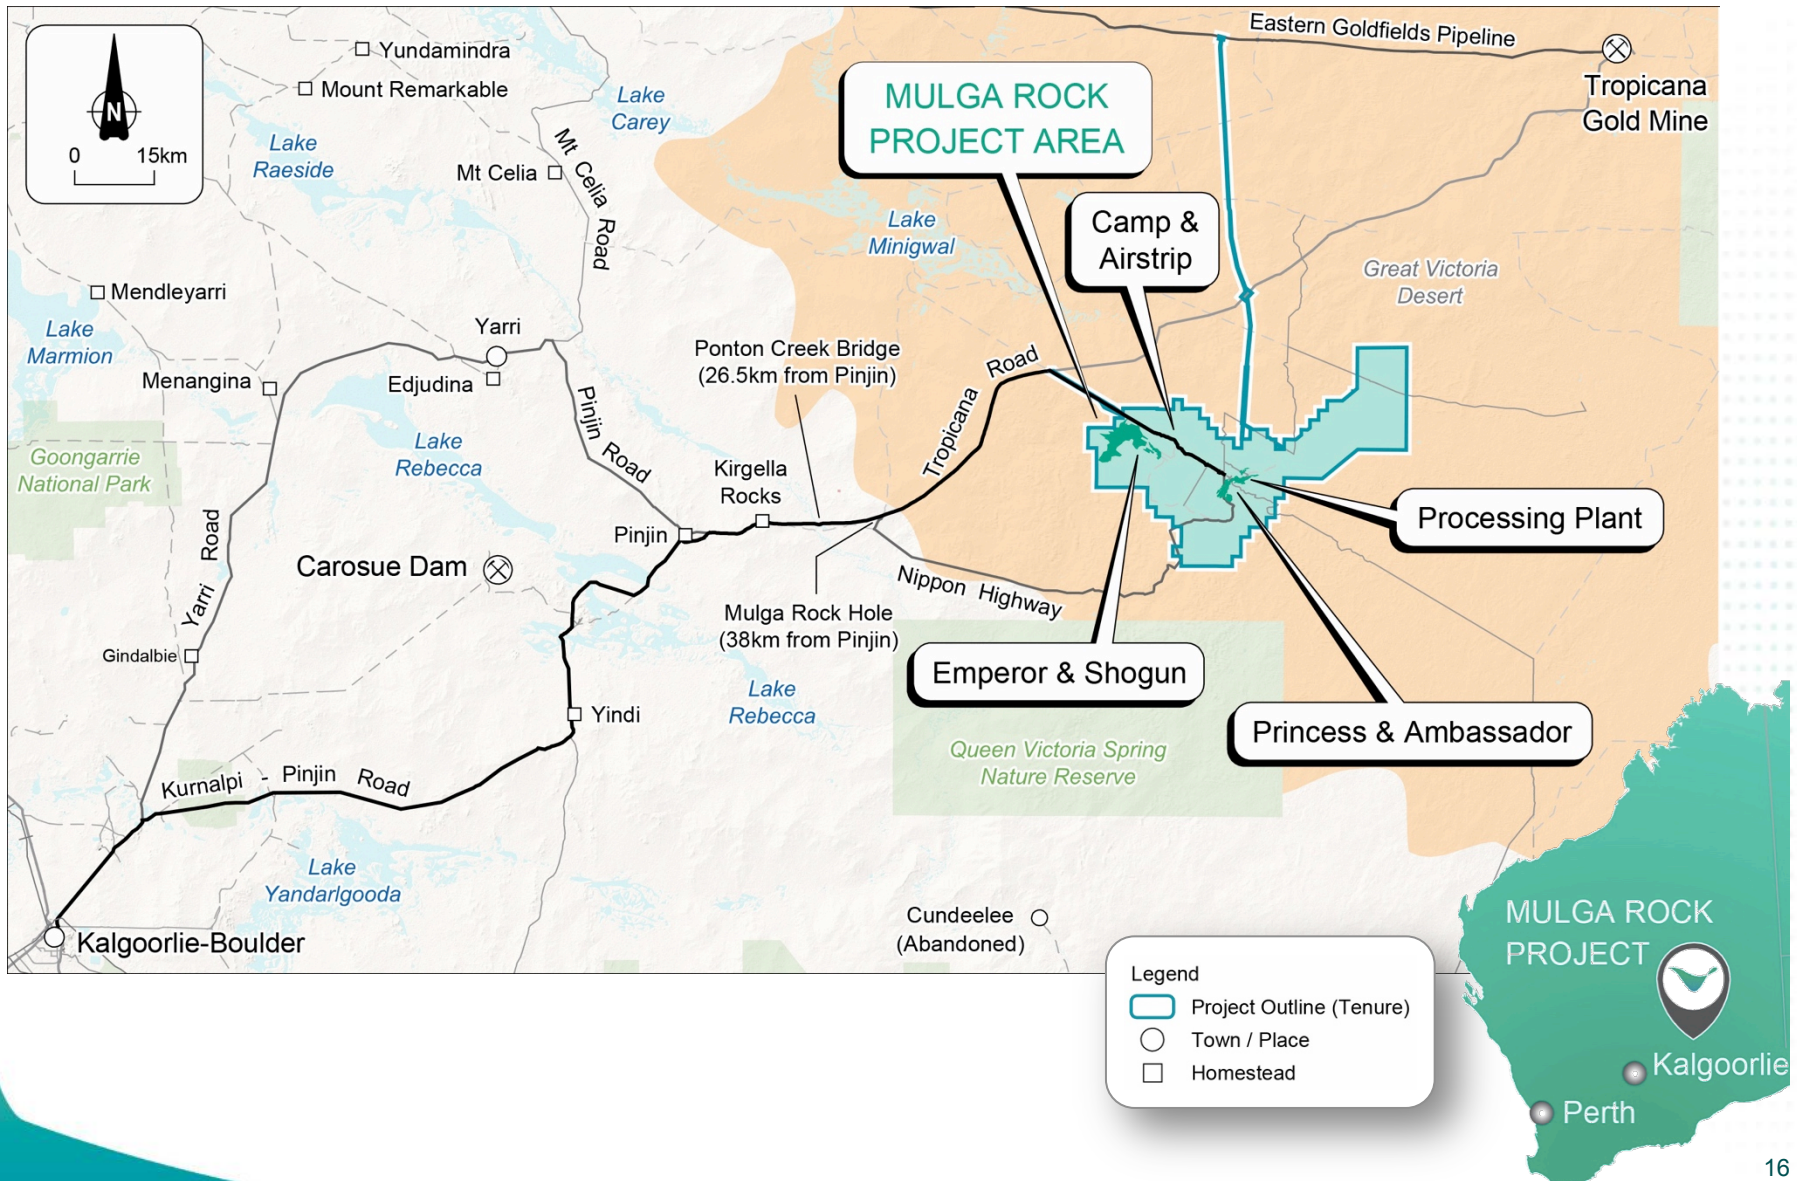 N
0 15km
Yundamindra
Mount Remarkable
Lake
Raeside
Mt Celia
Mt Celia Road
Lake
Carey
Eastern Goldfields Pipeline
Tropicana
Gold Mine
MULGA ROCK
PROJECT AREA
Camp &
Airstrip
Lake
Minigwal
Great Victoria
Desert
Mendleyarri
Lake
Marmion
Menangina
Yarri
Edjudina
Ponton Creek Bridge
(26.5km from Pinjin)
Tropicana Road
Pinjin Road
Goongarrie
National Park
Lake
Rebecca
Kirgella
Rocks
Pinjin
Processing Plant
Yarri Road
Carosue Dam
Nippon Highway
Mulga Rock Hole
(38km from Pinjin)
Gindalbie
Emperor & Shogun
Lake
Rebecca
Yindi
Princess & Ambassador
Queen Victoria Spring
Nature Reserve
Kurnalpi - Pinjin Road
Lake
Yandarlgooda
Kalgoorlie-Boulder
Cundeelee
(Abandoned)
Legend
Project Outline (Tenure)
Town / Place
Homestead
MULGA ROCK
PROJECT
Kalgoorlie
Perth
16